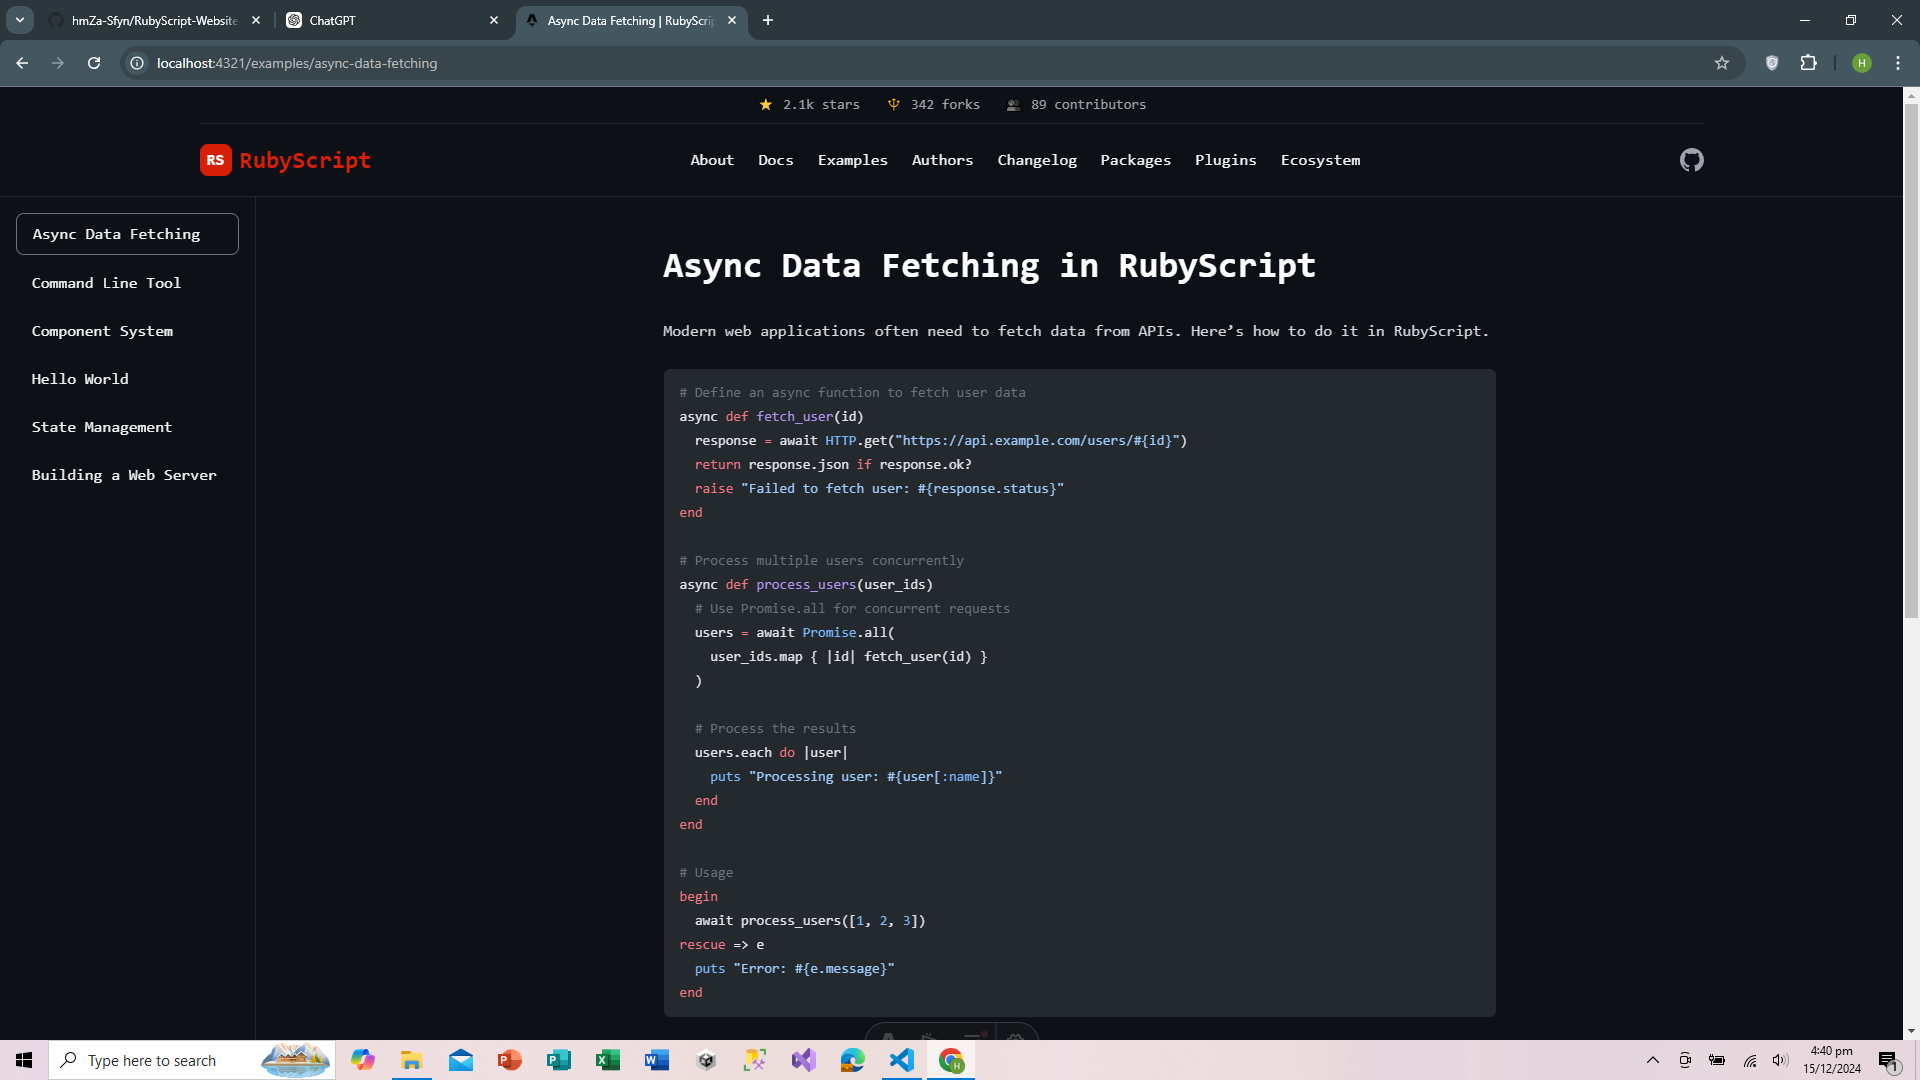 hmZa-Sfyn/RubyScript-Website
ChatGPT
Async Data Fetching | RubyScri
localhost:4321/examples/async-data-fetching
H
2.1k stars
342 forks
89 contributors
RS RubyScript
About
Docs
Examples
Authors
Changelog
Packages
Plugins
Ecosystem
Async Data Fetching
Command Line Tool
Component System
Hello World
State Management
Building a Web Server
Async Data Fetching in RubyScript
Modern web applications often need to fetch data from APIs. Here’s how to do it in RubyScript.
# Define an async function to fetch user data
async def fetch_user(id)
  response = await HTTP.get("https://api.example.com/users/#{id}")
  return response.json if response.ok?
  raise "Failed to fetch user: #{response.status}"
end
# Process multiple users concurrently
async def process_users(user_ids)
  # Use Promise.all for concurrent requests
  users = await Promise.all(
    user_ids.map { |id| fetch_user(id) }
  )
  # Process the results
  users.each do |user|
    puts "Processing user: #{user[:name]}"
  end
end
# Usage
begin
  await process_users([1, 2, 3])
rescue => e
  puts "Error: #{e.message}"
end
Type here to search
4:40 pm
15/12/2024
1